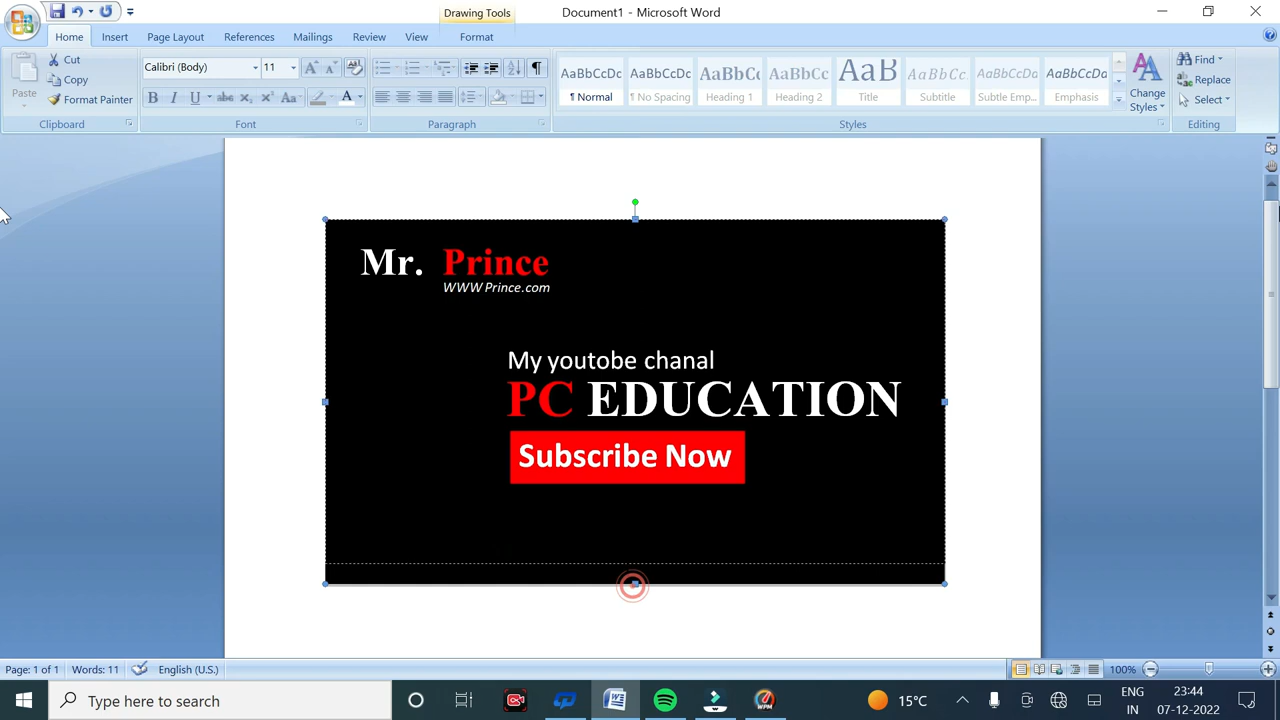 Drawing Tools
Document1 - Microsoft Word
Home Insert Page Layout References Mailings Review View Format
Cut
Copy
Format Painter
Paste
Clipboard
Calibri (Body) 11
Font
Paragraph
AaBbCcDc AaBbCcDc AaBbCc AaBbCc AaB AaBbCcDc AaBbCcDa AaBbCcDa
¶ Normal No Spacing Heading 1 Heading 2 Title Subtitle Subtle Emp... Emphasis
Styles
Change
Styles
Find
Replace
Select
Editing
Mr. Prince
WWW Prince.com
My youtobe chanal
PC EDUCATION
Subscribe Now
Page: 1 of 1 Words: 11 English (U.S.) 100%
Type here to search
WPM
15°C
ENG
IN
23:44
07-12-2022